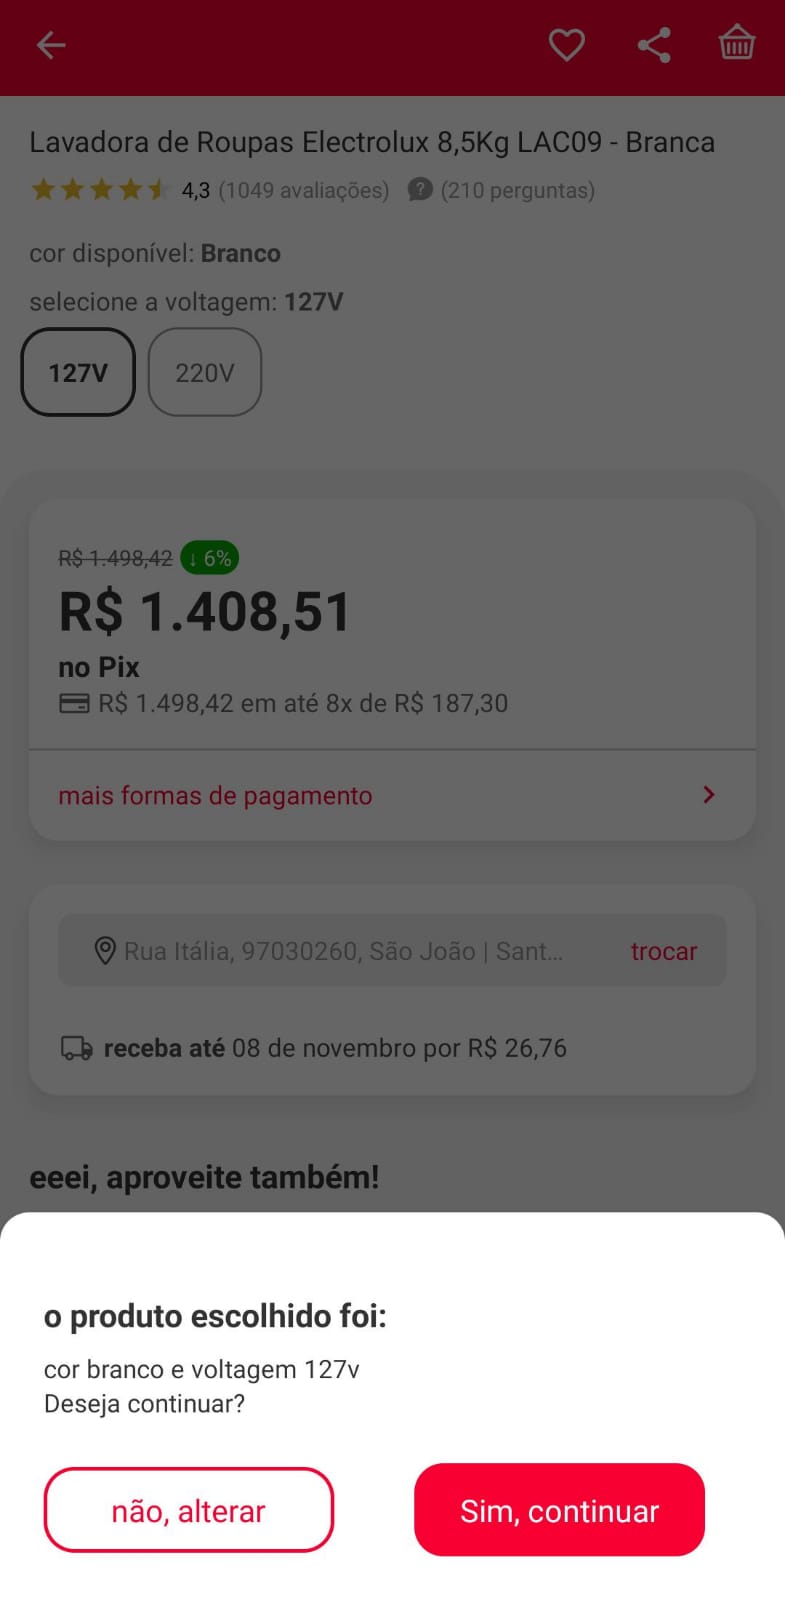 Lavadora de Roupas Electrolux 8,5Kg LAC09 - Branca
4,3 (1049 avaliações) ? (210 perguntas)
cor disponível: Branco
selecione a voltagem: 127V
127V 220V
R$ 1.498,42 ↓ 6%
R$ 1.408,51
no Pix
R$ 1.498,42 em até 8x de R$ 187,30
mais formas de pagamento
Rua Itália, 97030260, São João | Sant... trocar
receba até 08 de novembro por R$ 26,76
eeei, aproveite também!
o produto escolhido foi:
cor branco e voltagem 127v
Deseja continuar?
não, alterar Sim, continuar